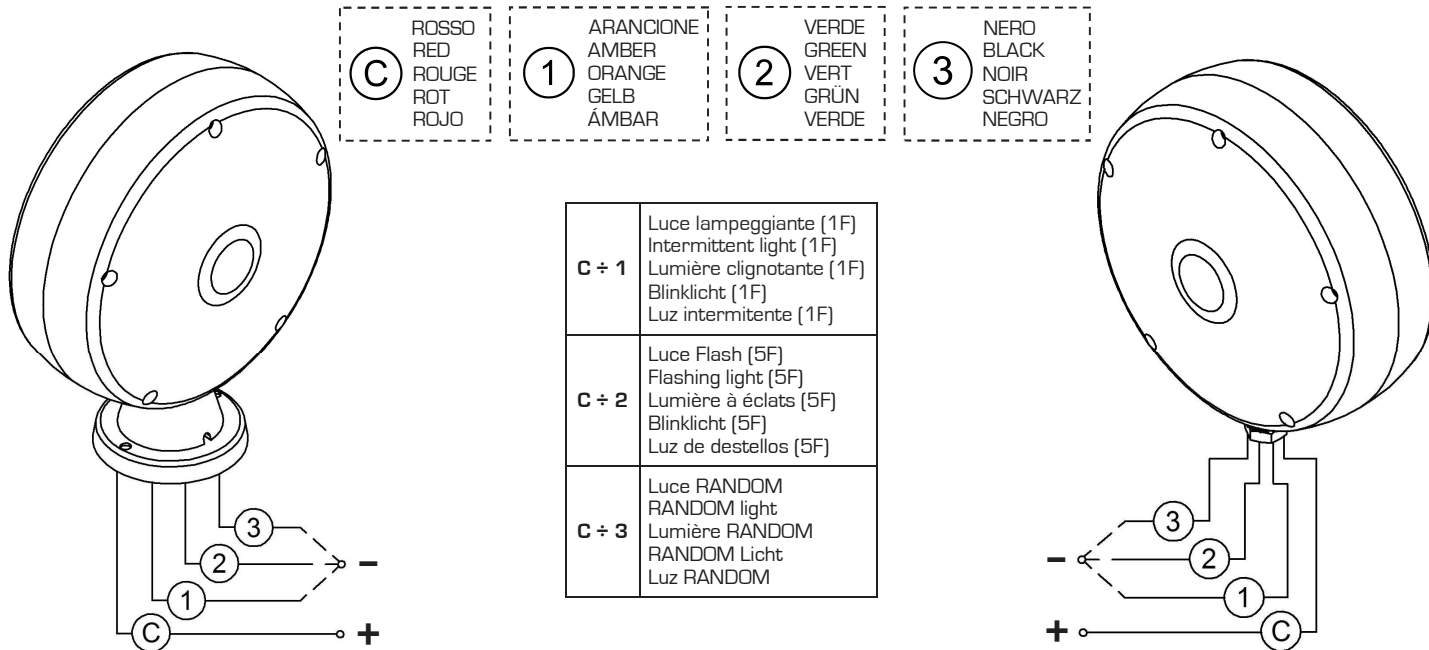 C
ROSSO
RED
ROUGE
ROT
ROJO
1
ARANCIONE
AMBER
ORANGE
GELB
ÁMBAR
2
VERDE
GREEN
VERT
GRÜN
VERDE
3
NERO
BLACK
NOIR
SCHWARZ
NEGRO
C ÷ 1
Luce lampeggiante (1F)
Intermittent light (1F)
Lumière clignotante (1F)
Blinklicht (1F)
Luz intermitente (1F)
C ÷ 2
Luce Flash (5F)
Flashing light (5F)
Lumière à éclats (5F)
Blinklicht (5F)
Luz de destellos (5F)
C ÷ 3
Luce RANDOM
RANDOM light
Lumière RANDOM
RANDOM Licht
Luz RANDOM
3
2
1
C
−
+
3
2
1
C
−
+